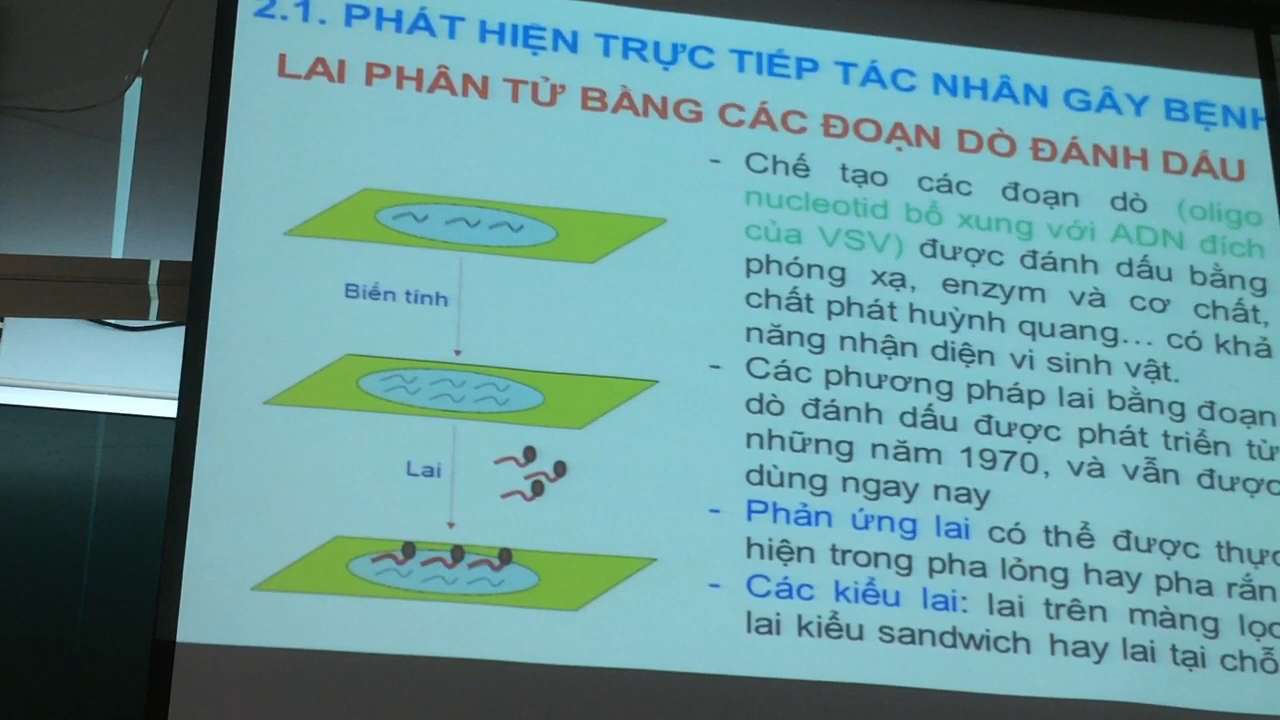 2.1. PHÁT HIỆN TRỰC TIẾP TÁC NHÂN GÂY BỆNH
LAI PHÂN TỬ BẰNG CÁC ĐOẠN DÒ ĐÁNH DẤU
- Chế tạo các đoạn dò (oligo
nucleotid bổ xung với ADN đích
của VSV) được đánh dấu bằng
phóng xạ, enzym và cơ chất,
chất phát huỳnh quang... có khả
năng nhận diện vi sinh vật.
- Các phương pháp lai bằng đoạn
dò đánh dấu được phát triển từ
những năm 1970, và vẫn được
dùng ngay nay
- Phản ứng lai có thể được thực
hiện trong pha lỏng hay pha rắn
- Các kiểu lai: lai trên màng lọc
lai kiểu sandwich hay lai tại chỗ
Biến tính
Lai